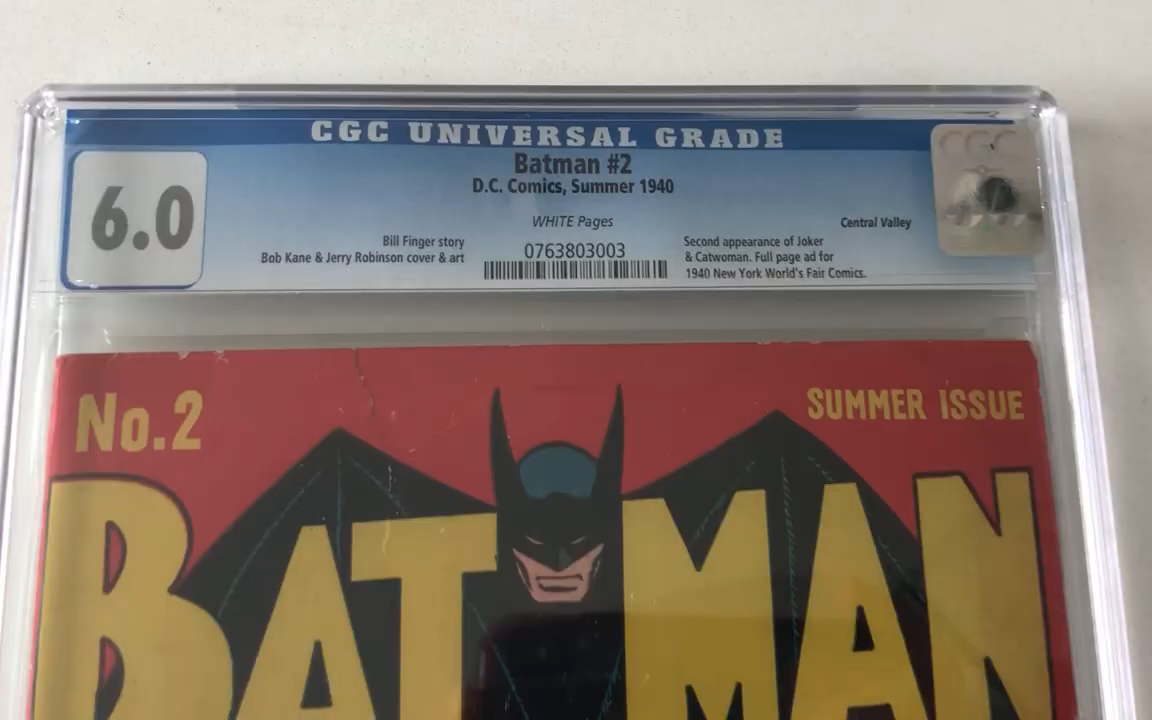 CGC UNIVERSAL GRADE
6.0
Batman #2
D.C. Comics, Summer 1940
WHITE Pages
Central Valley
Bill Finger story
Bob Kane & Jerry Robinson cover & art
0763803003
Second appearance of Joker
& Catwoman. Full page ad for
1940 New York World's Fair Comics.
CGC
No.2
SUMMER ISSUE
BATMAN